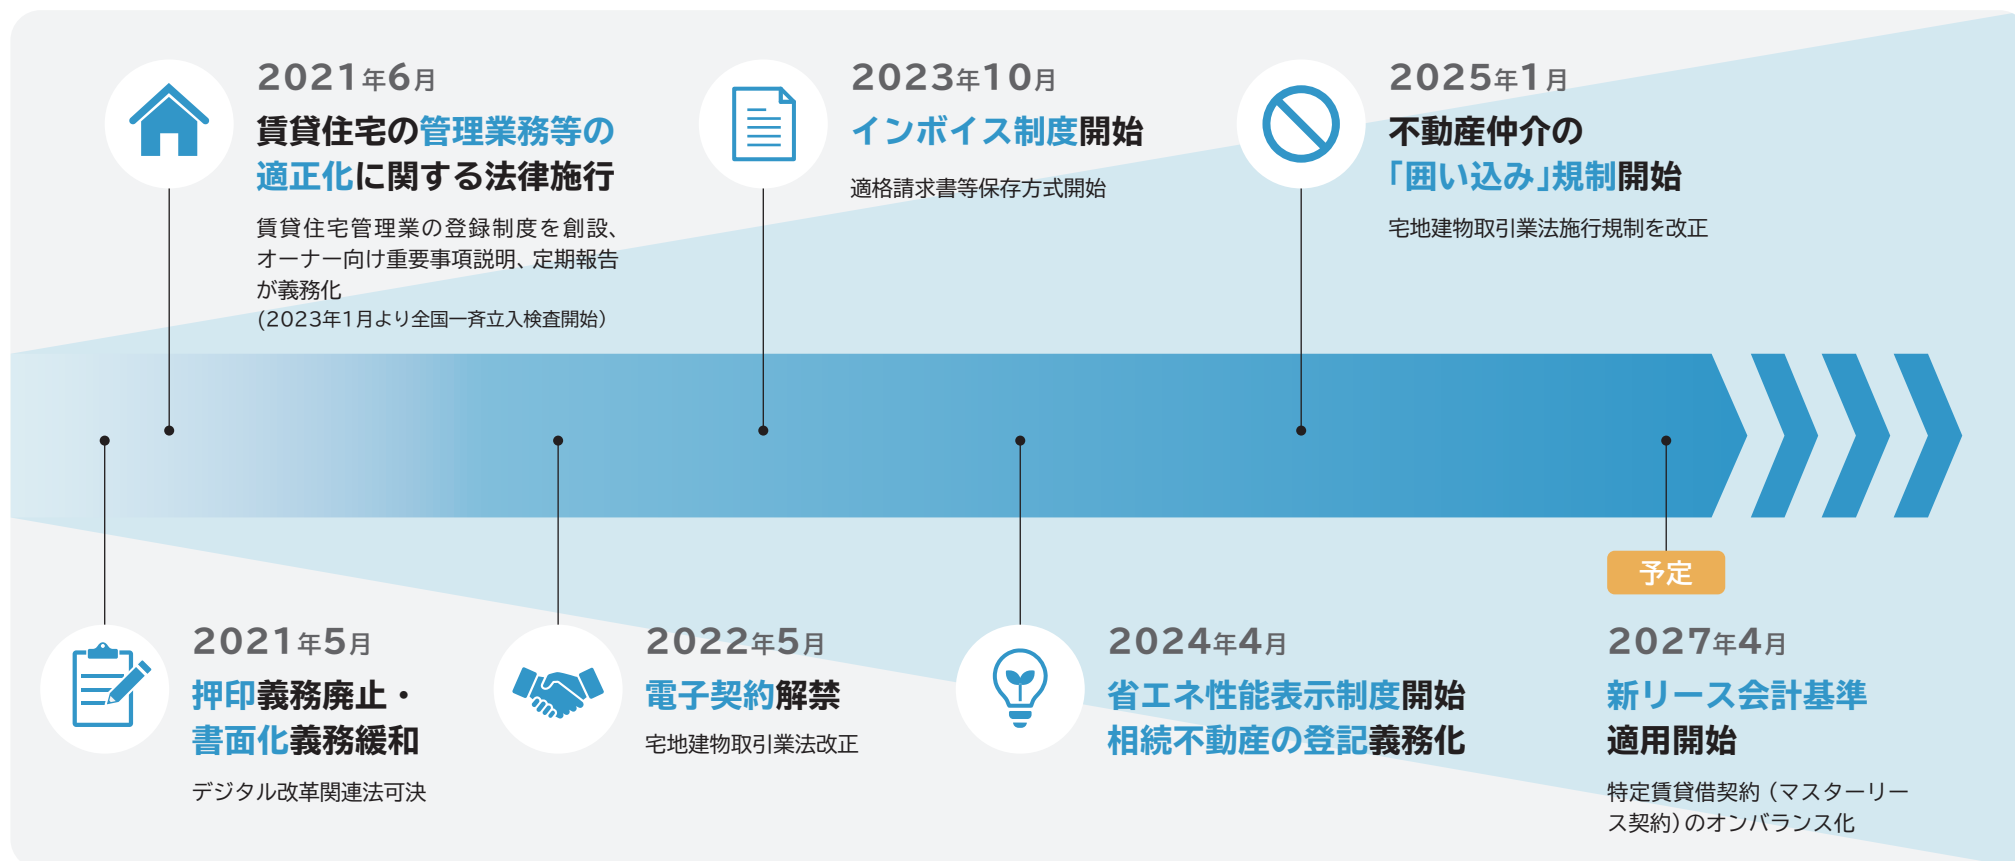 2021年6月
賃貸住宅の管理業務等の
適正化に関する法律施行
賃貸住宅管理業の登録制度を創設、
オーナー向け重要事項説明、定期報告
が義務化
(2023年1月より全国一斉立入検査開始)
2023年10月
インボイス制度開始
適格請求書等保存方式開始
2025年1月
不動産仲介の
「囲い込み」規制開始
宅地建物取引業法施行規制を改正
2021年5月
押印義務廃止・
書面化義務緩和
デジタル改革関連法可決
2022年5月
電子契約解禁
宅地建物取引業法改正
2024年4月
省エネ性能表示制度開始
相続不動産の登記義務化
予定
2027年4月
新リース会計基準
適用開始
特定賃貸借契約（マスターリー
ス契約）のオンバランス化